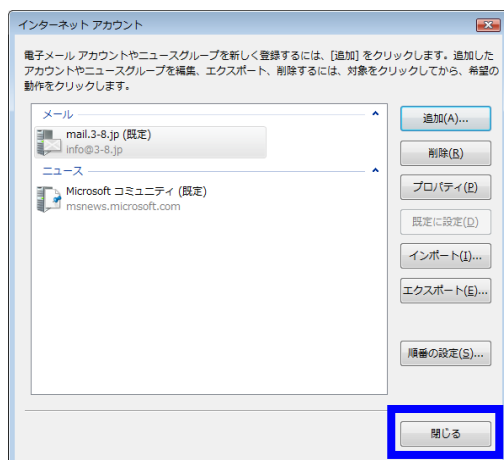 インターネット アカウント
電子メール アカウントやニュースグループを新しく登録するには、[追加] をクリックします。追加した
アカウントやニュースグループを編集、エクスポート、削除するには、対象をクリックしてから、希望の
動作をクリックします。
メール
mail.3-8.jp (既定)
info@3-8.jp
ニュース
Microsoft コミュニティ (既定)
msnews.microsoft.com
追加(A)...
削除(R)
プロパティ(P)
既定に設定(D)
インポート(I)...
エクスポート(E)...
順番の設定(S)...
閉じる